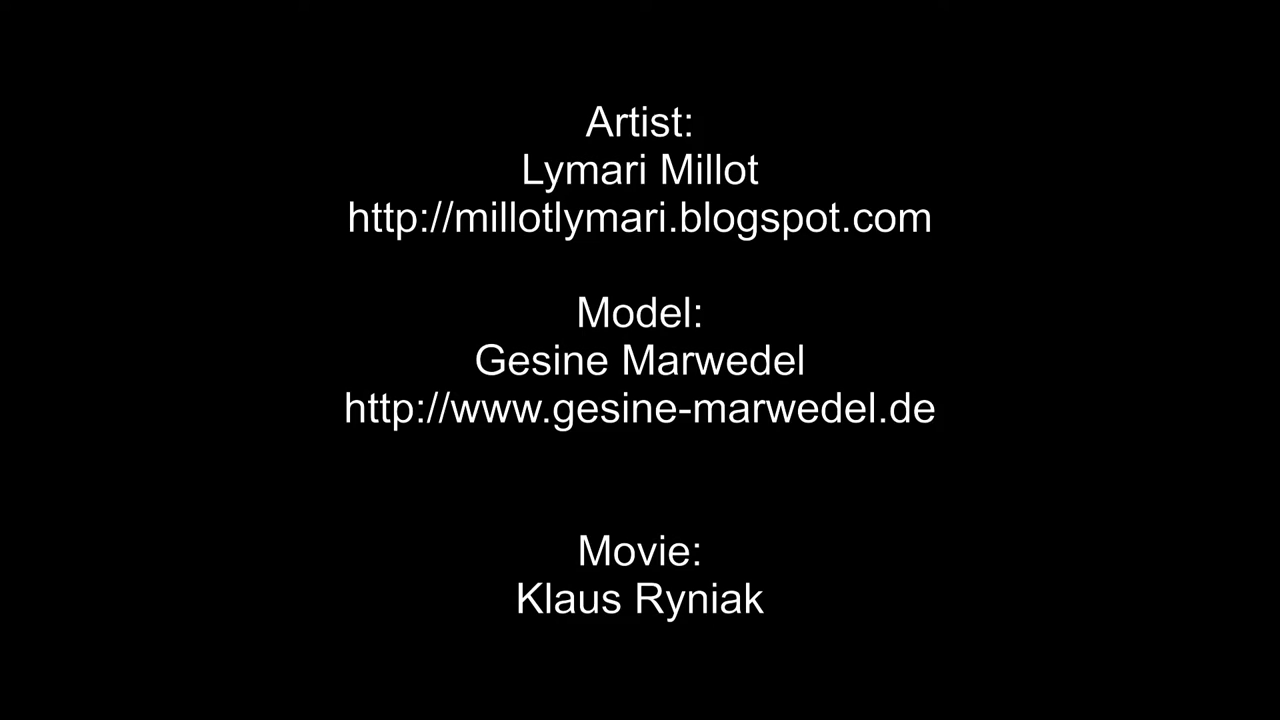 Artist:
Lymari Millot
http://millotlymari.blogspot.com
Model:
Gesine Marwedel
http://www.gesine-marwedel.de
Movie:
Klaus Ryniak